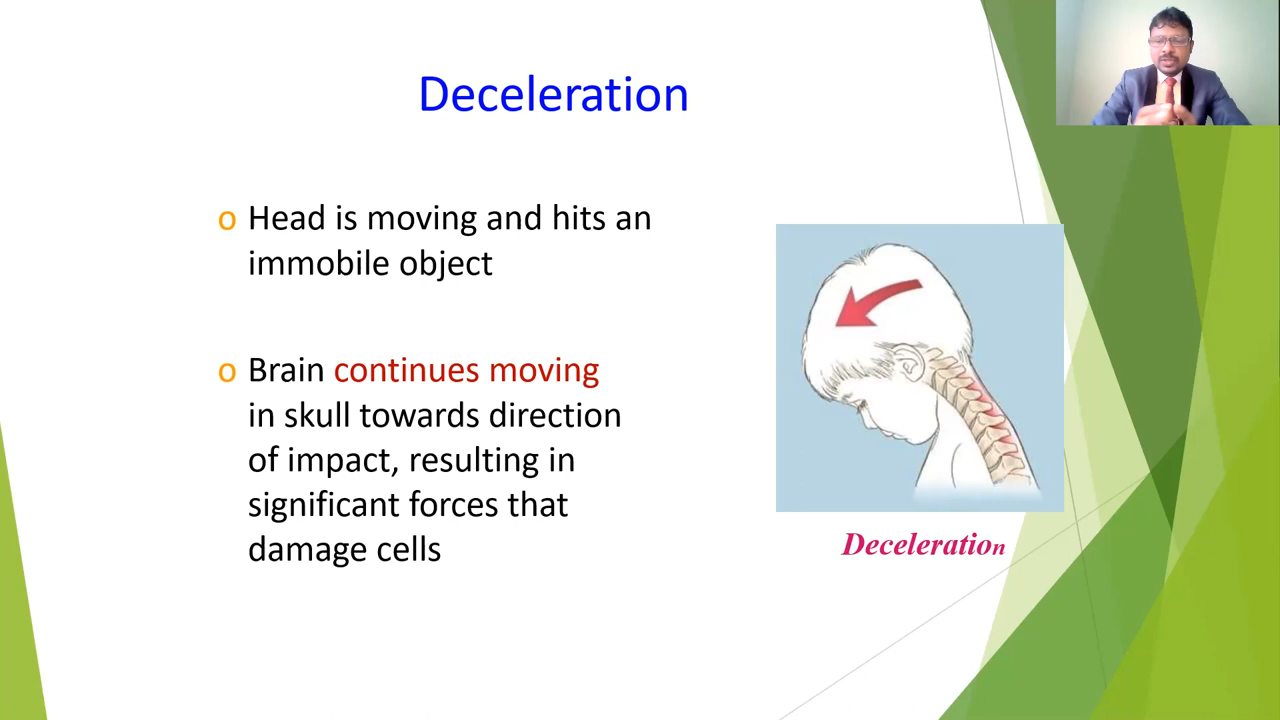 Deceleration
o Head is moving and hits an
immobile object
o Brain continues moving
in skull towards direction
of impact, resulting in
significant forces that
damage cells
Deceleration